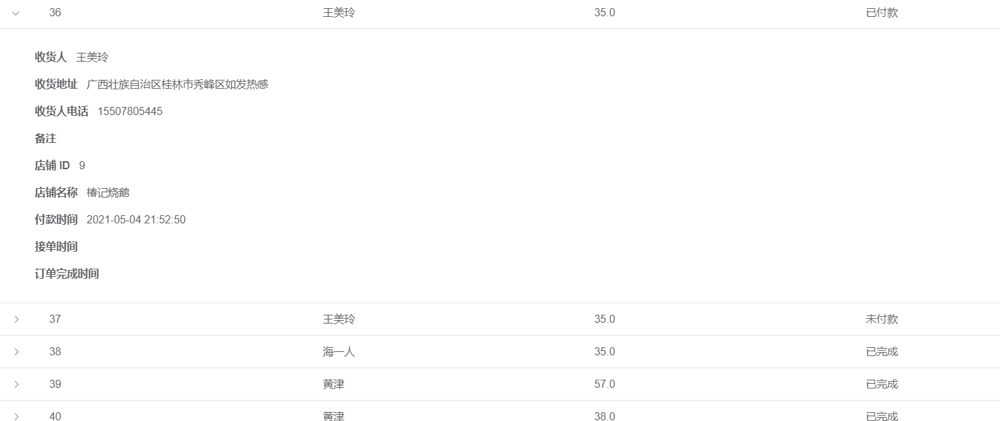 36 王美玲 35.0 已付款
收货人 王美玲
收货地址 广西壮族自治区桂林市秀峰区如发热感
收货人电话 15507805445
备注
店铺 ID 9
店铺名称 椿记烧鹅
付款时间 2021-05-04 21:52:50
接单时间
订单完成时间
37 王美玲 35.0 未付款
38 海一人 35.0 已完成
39 黄津 57.0 已完成
40 黄津 38.0 已完成